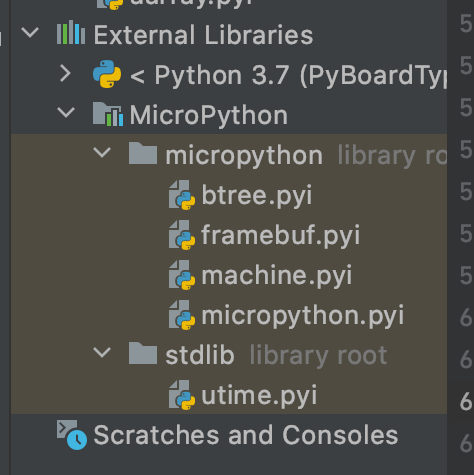 External Libraries
< Python 3.7 (PyBoardTyp
MicroPython
micropython library ro
btree.pyi
framebuf.pyi
machine.pyi
micropython.pyi
stdlib library root
utime.pyi
Scratches and Consoles